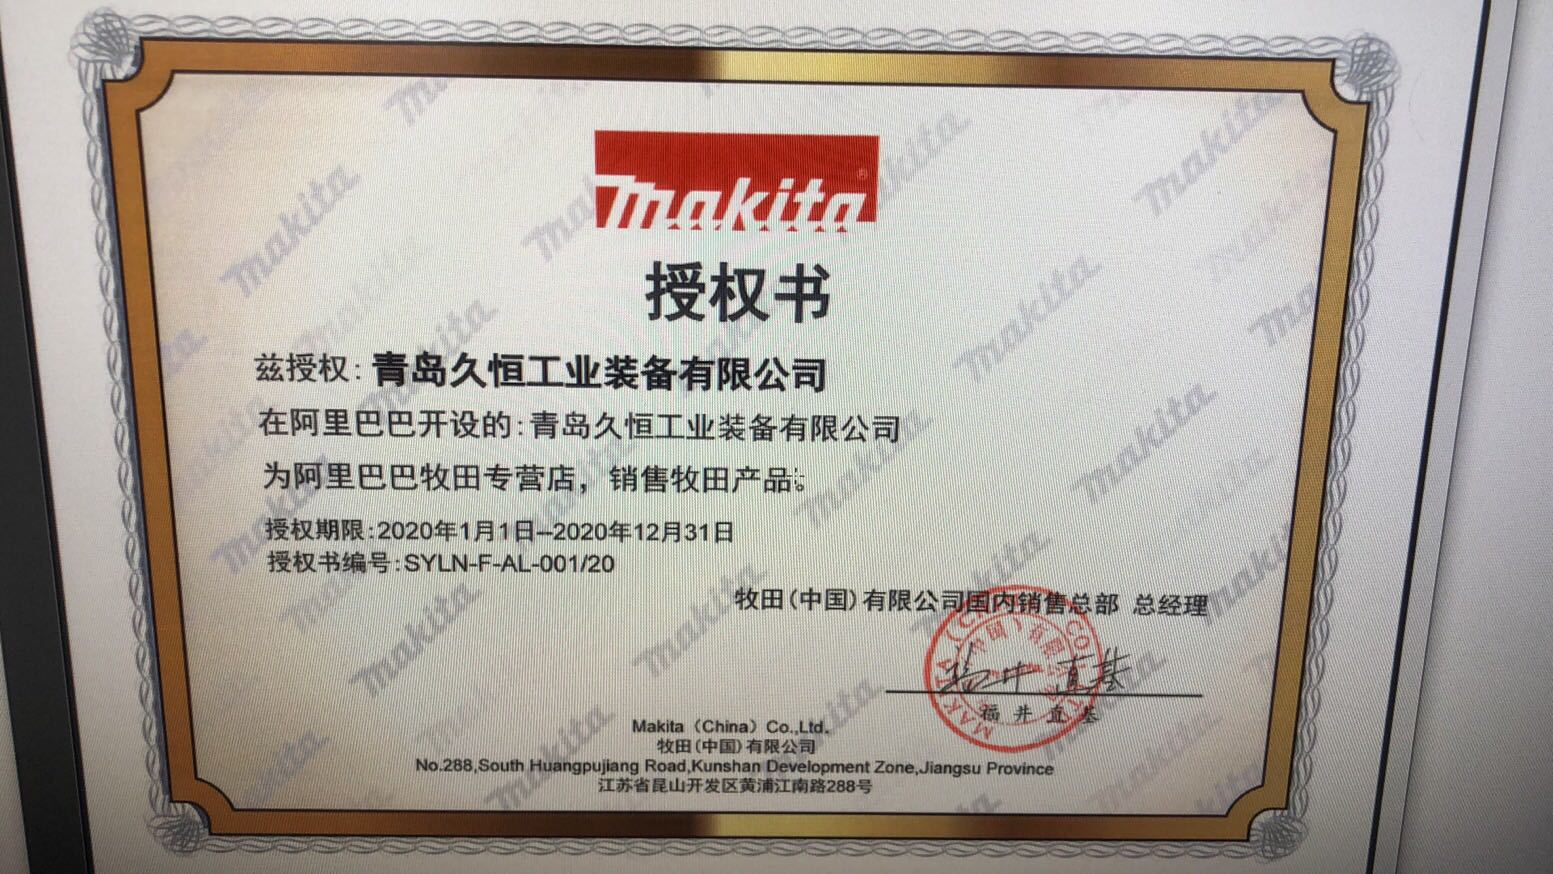 makita
授权书
兹授权：青岛久恒工业装备有限公司
在阿里巴巴开设的：青岛久恒工业装备有限公司
为阿里巴巴牧田专营店，销售牧田产品。
授权期限：2020年1月1日--2020年12月31日
授权书编号：SYLN-F-AL-001/20
牧田（中国）有限公司国内销售总部 总经理
福井直基
福井直基
Makita（China）Co.,Ltd.
牧田（中国）有限公司
No.288,South Huangpujiang Road,Kunshan Development Zone,Jiangsu Province
江苏省昆山开发区黄浦江南路288号